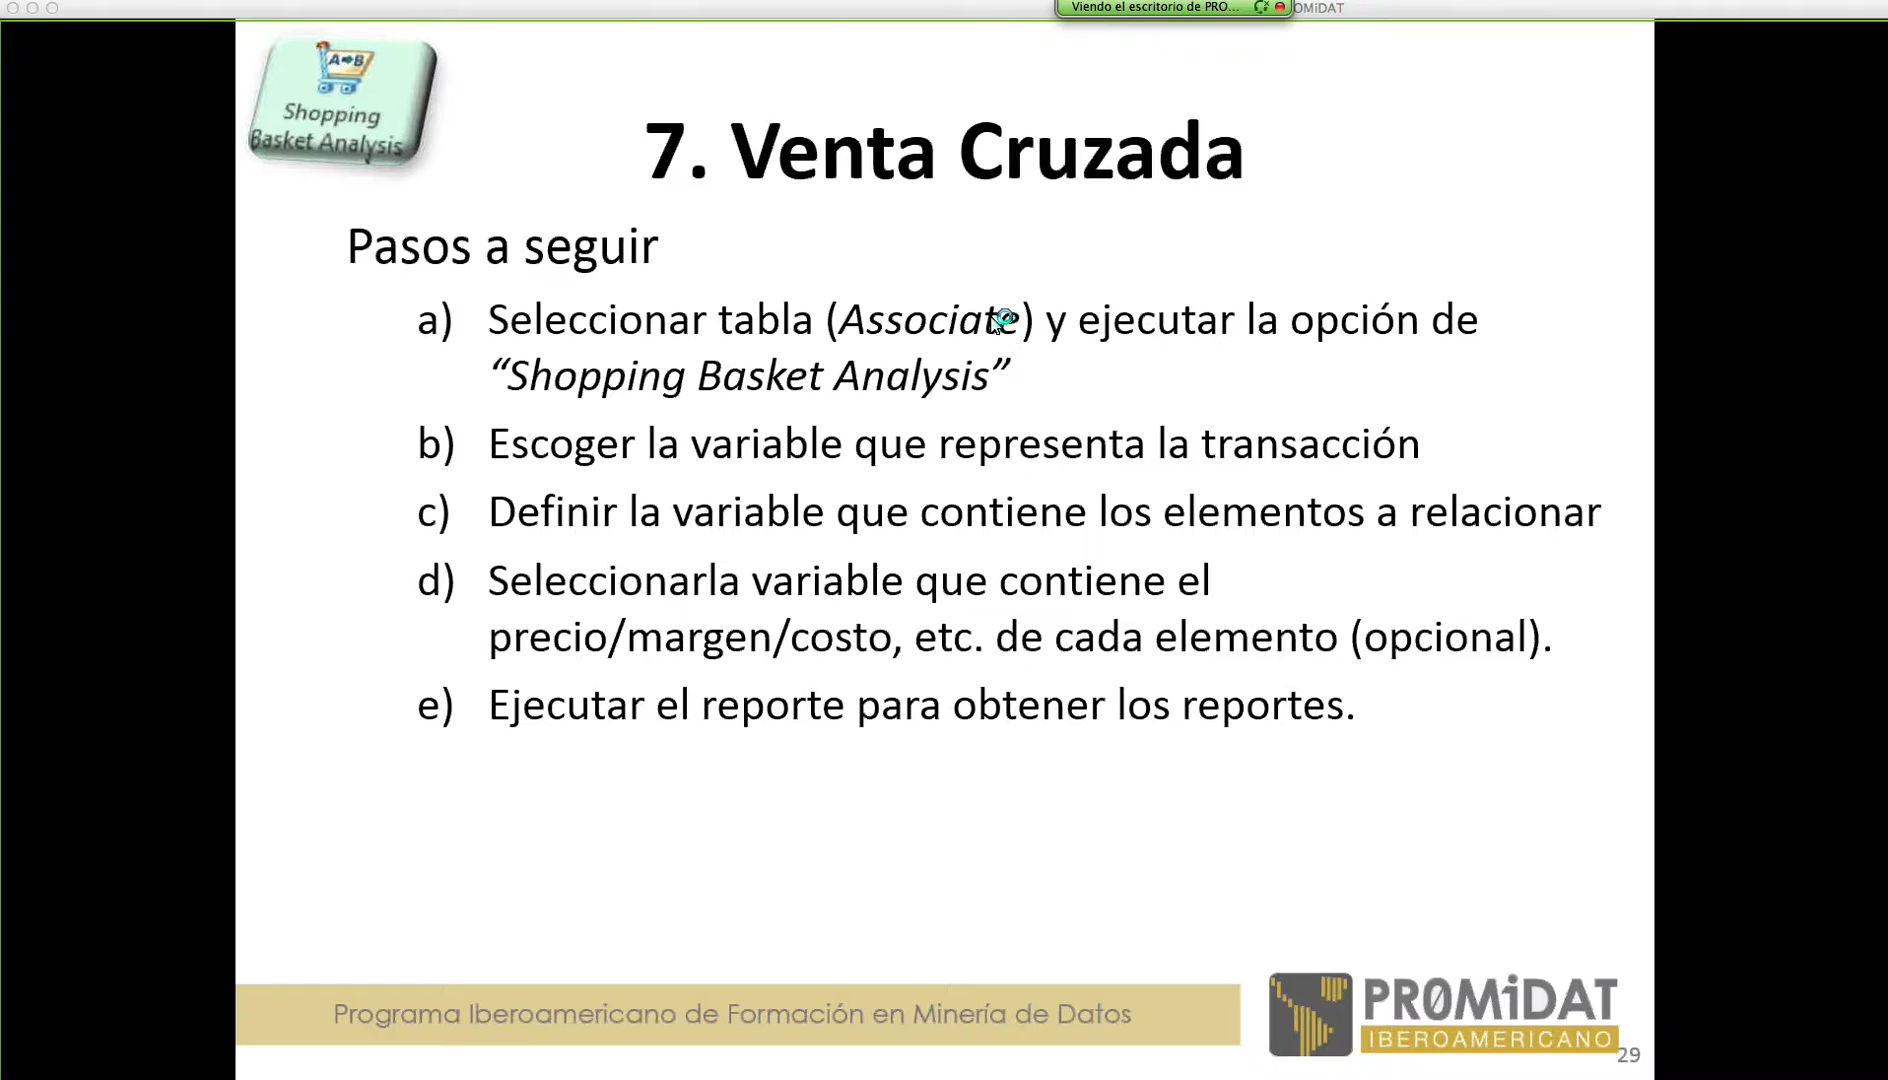 Viendo el escritorio de PRO...
OMiDAT
A B
Shopping
Basket Analysis
7. Venta Cruzada
Pasos a seguir
a) Seleccionar tabla (Associate) y ejecutar la opción de
“Shopping Basket Analysis”
b) Escoger la variable que representa la transacción
c) Definir la variable que contiene los elementos a relacionar
d) Seleccionarla variable que contiene el
precio/margen/costo, etc. de cada elemento (opcional).
e) Ejecutar el reporte para obtener los reportes.
Programa Iberoamericano de Formación en Minería de Datos
PR0MiDAT
IBEROAMERICANO
29